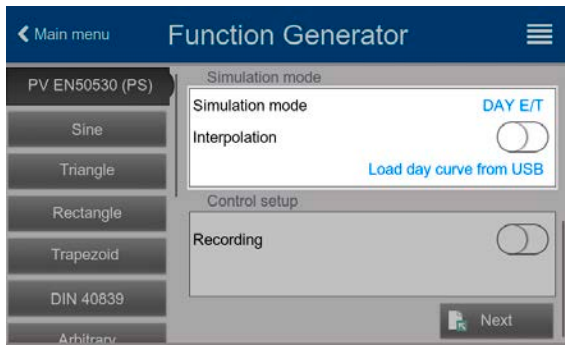 Main menu
Function Generator
PV EN50530 (PS)
Sine
Triangle
Rectangle
Trapezoid
DIN 40839
Arbitrary
Simulation mode
Simulation mode DAY E/T
Interpolation
Load day curve from USB
Control setup
Recording
Next